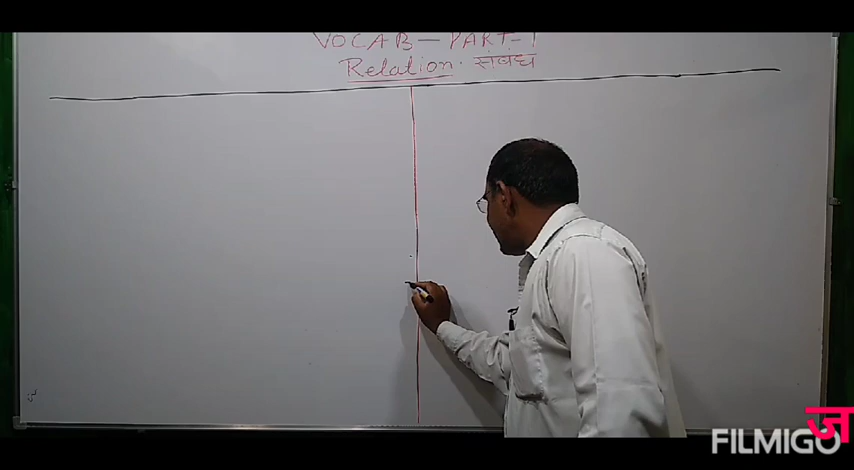 VOCAB — PART-1
Relation. संबंध
ज
FILMIGO